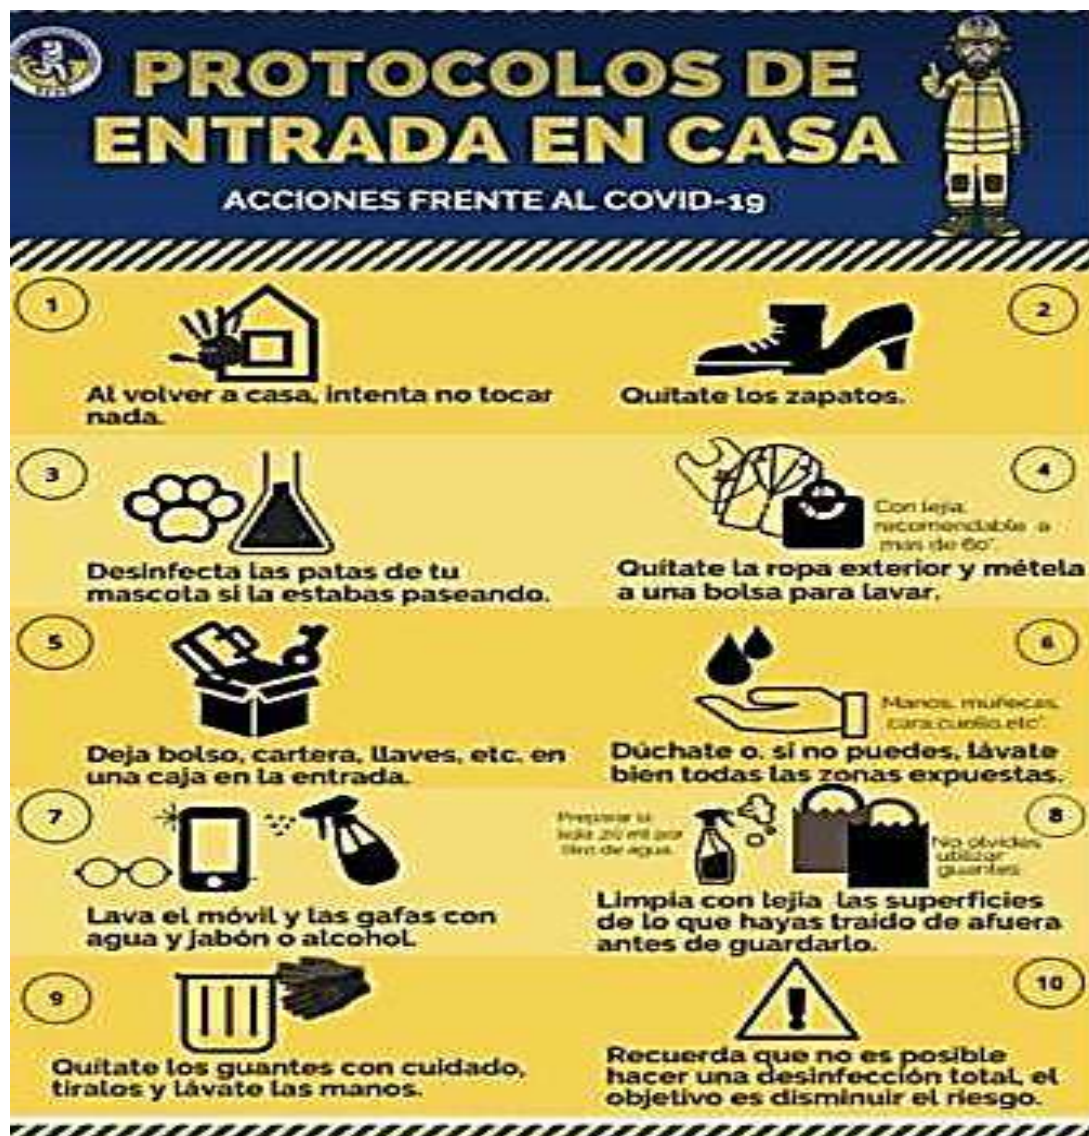 PROTOCOLOS DE
ENTRADA EN CASA
ACCIONES FRENTE AL COVID-19
1
Al volver a casa, intenta no tocar
nada.
2
Quítate los zapatos.
3
Desinfecta las patas de tu
mascota si la estabas paseando.
4
Con lejía,
recomendable a
mas de 60°.
Quítate la ropa exterior y métela
a una bolsa para lavar.
5
Deja bolso, cartera, llaves, etc. en
una caja en la entrada.
6
Manos, muñecas,
cara, cuello, etc".
Dúchate o, si no puedes, lávate
bien todas las zonas expuestas.
7
Lava el móvil y las gafas con
agua y jabón o alcohol.
8
Preparar la
lejía 20 ml por
litro de agua.
No olvides
utilizar
guantes
Limpia con lejia las superficies
de lo que hayas traído de afuera
antes de guardarlo.
9
Quítate los guantes con cuidado,
tíralos y lávate las manos.
10
Recuerda que no es posible
hacer una desinfección total, el
objetivo es disminuir el riesgo.